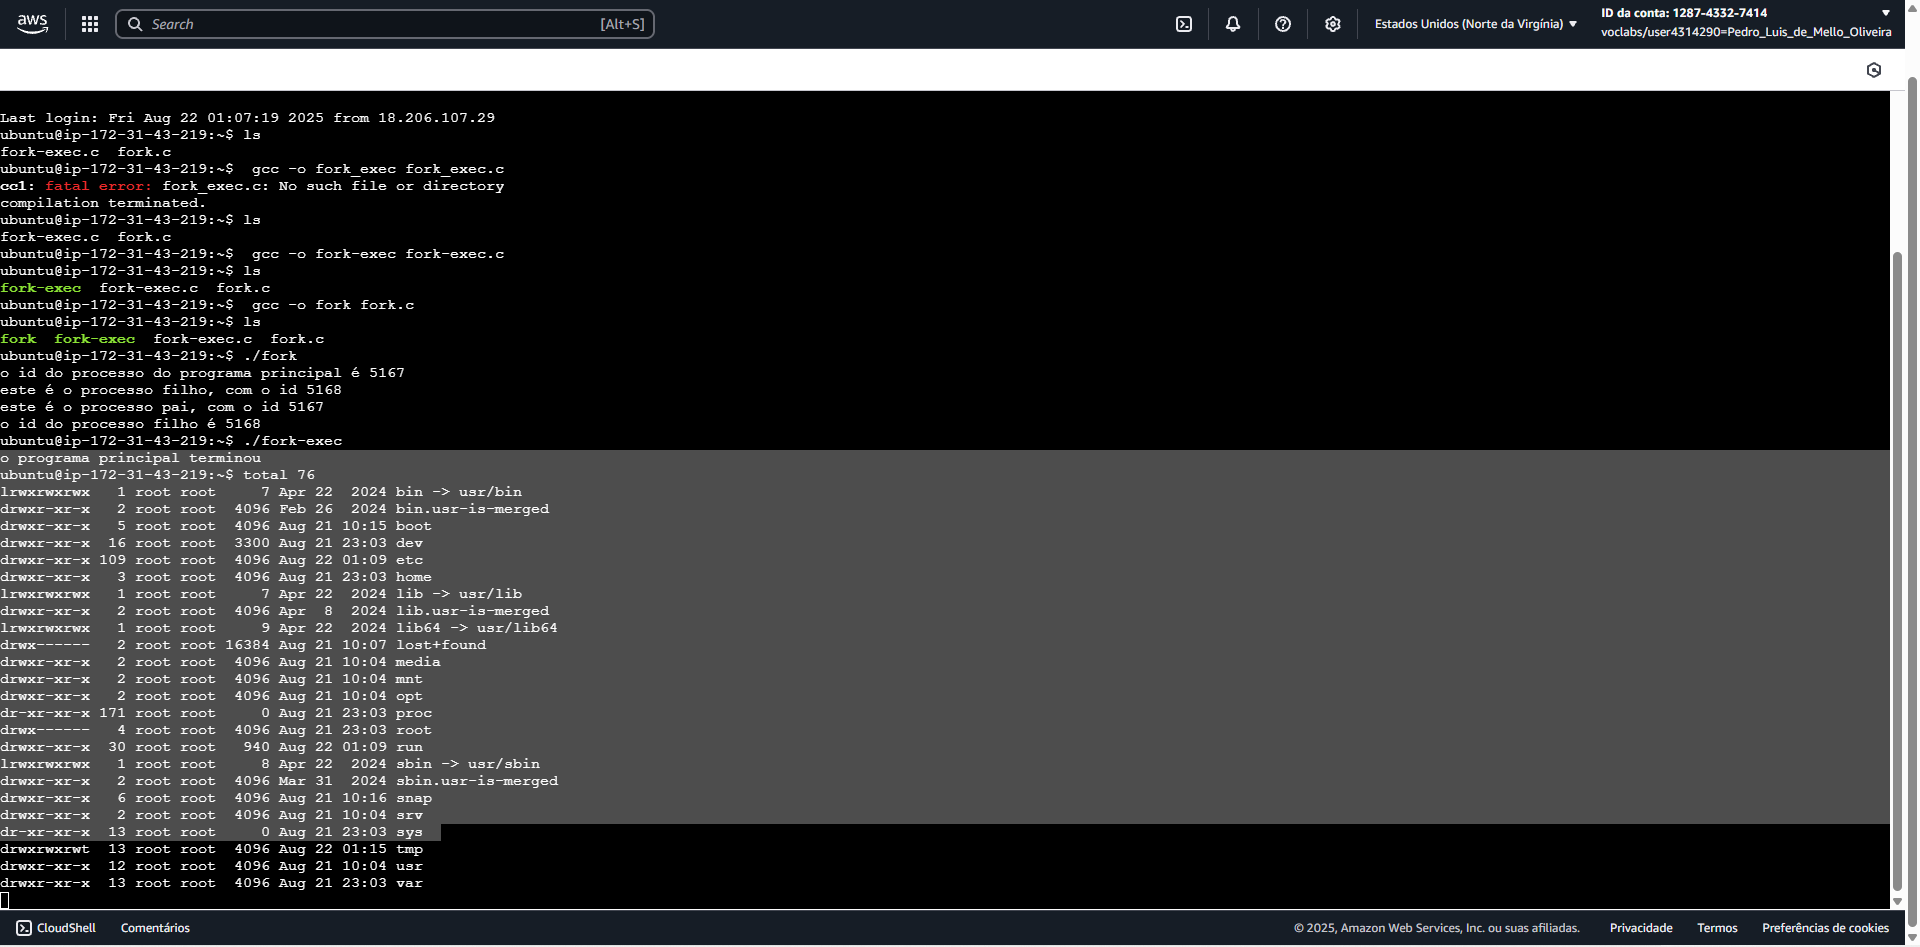 aws
Search [Alt+S]
Estados Unidos (Norte da Virgínia)
ID da conta: 1287-4332-7414
voclabs/user4314290=Pedro_Luis_de_Mello_Oliveira
Last login: Fri Aug 22 01:07:19 2025 from 18.206.107.29
ubuntu@ip-172-31-43-219:~$ ls
fork-exec.c  fork.c
ubuntu@ip-172-31-43-219:~$  gcc -o fork_exec fork_exec.c
cc1: fatal error: fork_exec.c: No such file or directory
compilation terminated.
ubuntu@ip-172-31-43-219:~$ ls
fork-exec.c  fork.c
ubuntu@ip-172-31-43-219:~$  gcc -o fork-exec fork-exec.c
ubuntu@ip-172-31-43-219:~$ ls
fork-exec  fork-exec.c  fork.c
ubuntu@ip-172-31-43-219:~$  gcc -o fork fork.c
ubuntu@ip-172-31-43-219:~$ ls
fork  fork-exec  fork-exec.c  fork.c
ubuntu@ip-172-31-43-219:~$ ./fork
o id do processo do programa principal é 5167
este é o processo filho, com o id 5168
este é o processo pai, com o id 5167
o id do processo filho é 5168
ubuntu@ip-172-31-43-219:~$ ./fork-exec
o programa principal terminou
ubuntu@ip-172-31-43-219:~$ total 76
lrwxrwxrwx   1 root root     7 Apr 22  2024 bin -> usr/bin
drwxr-xr-x   2 root root  4096 Feb 26  2024 bin.usr-is-merged
drwxr-xr-x   5 root root  4096 Aug 21 10:15 boot
drwxr-xr-x  16 root root  3300 Aug 21 23:03 dev
drwxr-xr-x 109 root root  4096 Aug 22 01:09 etc
drwxr-xr-x   3 root root  4096 Aug 21 23:03 home
lrwxrwxrwx   1 root root     7 Apr 22  2024 lib -> usr/lib
drwxr-xr-x   2 root root  4096 Apr  8  2024 lib.usr-is-merged
lrwxrwxrwx   1 root root     9 Apr 22  2024 lib64 -> usr/lib64
drwx------   2 root root 16384 Aug 21 10:07 lost+found
drwxr-xr-x   2 root root  4096 Aug 21 10:04 media
drwxr-xr-x   2 root root  4096 Aug 21 10:04 mnt
drwxr-xr-x   2 root root  4096 Aug 21 10:04 opt
dr-xr-xr-x 171 root root     0 Aug 21 23:03 proc
drwx------   4 root root  4096 Aug 21 23:03 root
drwxr-xr-x  30 root root   940 Aug 22 01:09 run
lrwxrwxrwx   1 root root     8 Apr 22  2024 sbin -> usr/sbin
drwxr-xr-x   2 root root  4096 Mar 31  2024 sbin.usr-is-merged
drwxr-xr-x   6 root root  4096 Aug 21 10:16 snap
drwxr-xr-x   2 root root  4096 Aug 21 10:04 srv
dr-xr-xr-x  13 root root     0 Aug 21 23:03 sys
drwxrwxrwt  13 root root  4096 Aug 22 01:15 tmp
drwxr-xr-x  12 root root  4096 Aug 21 10:04 usr
drwxr-xr-x  13 root root  4096 Aug 21 23:03 var
CloudShell Comentários © 2025, Amazon Web Services, Inc. ou suas afiliadas. Privacidade Termos Preferências de cookies